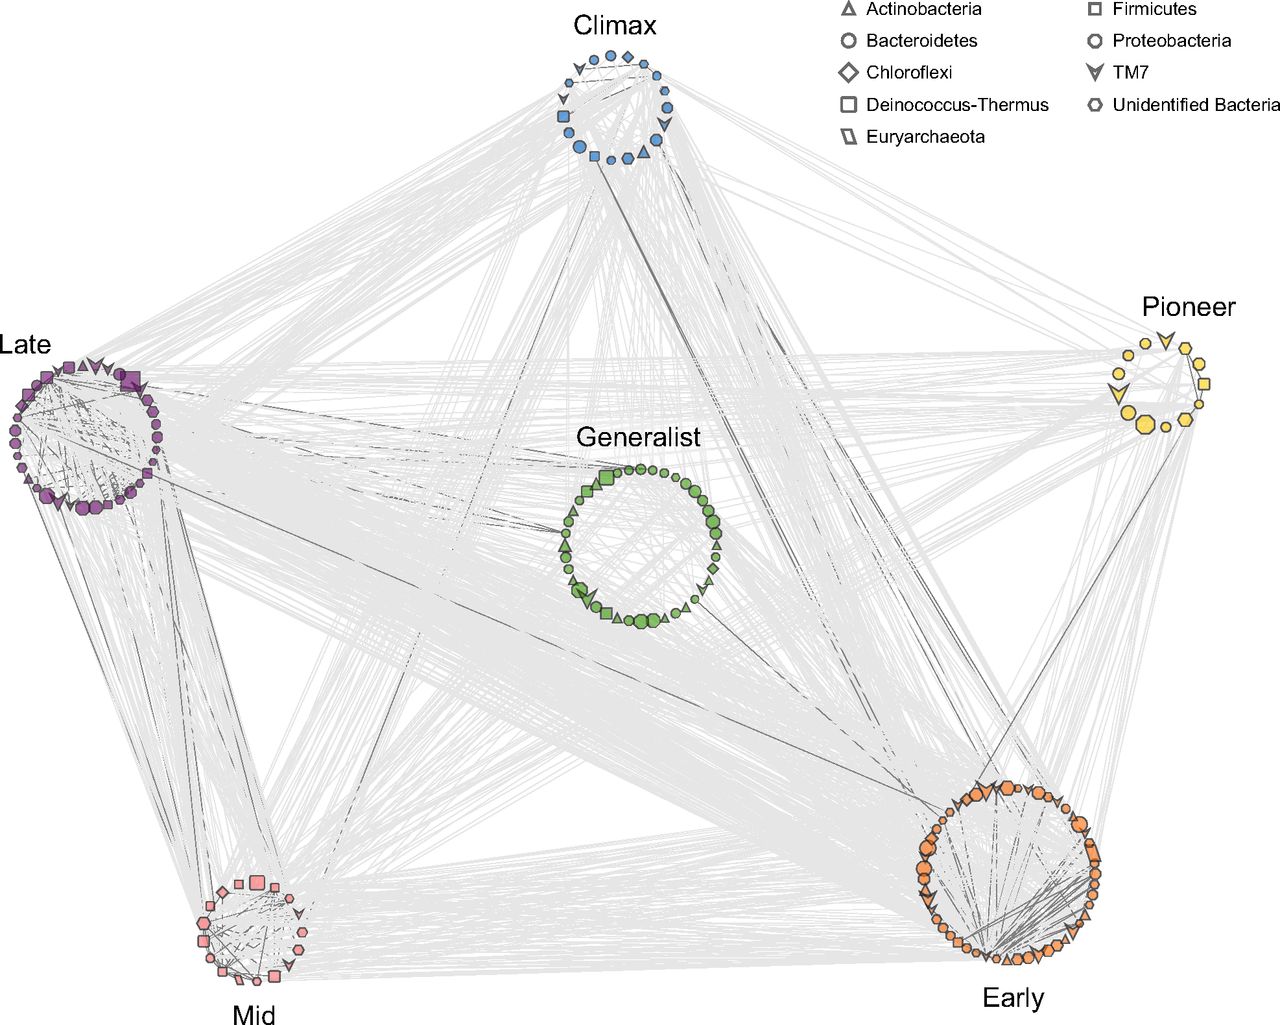 Climax
Actinobacteria
Bacteroidetes
Chloroflexi
Deinococcus-Thermus
Euryarchaeota
Firmicutes
Proteobacteria
TM7
Unidentified Bacteria
Pioneer
Late
Generalist
Early
Mid